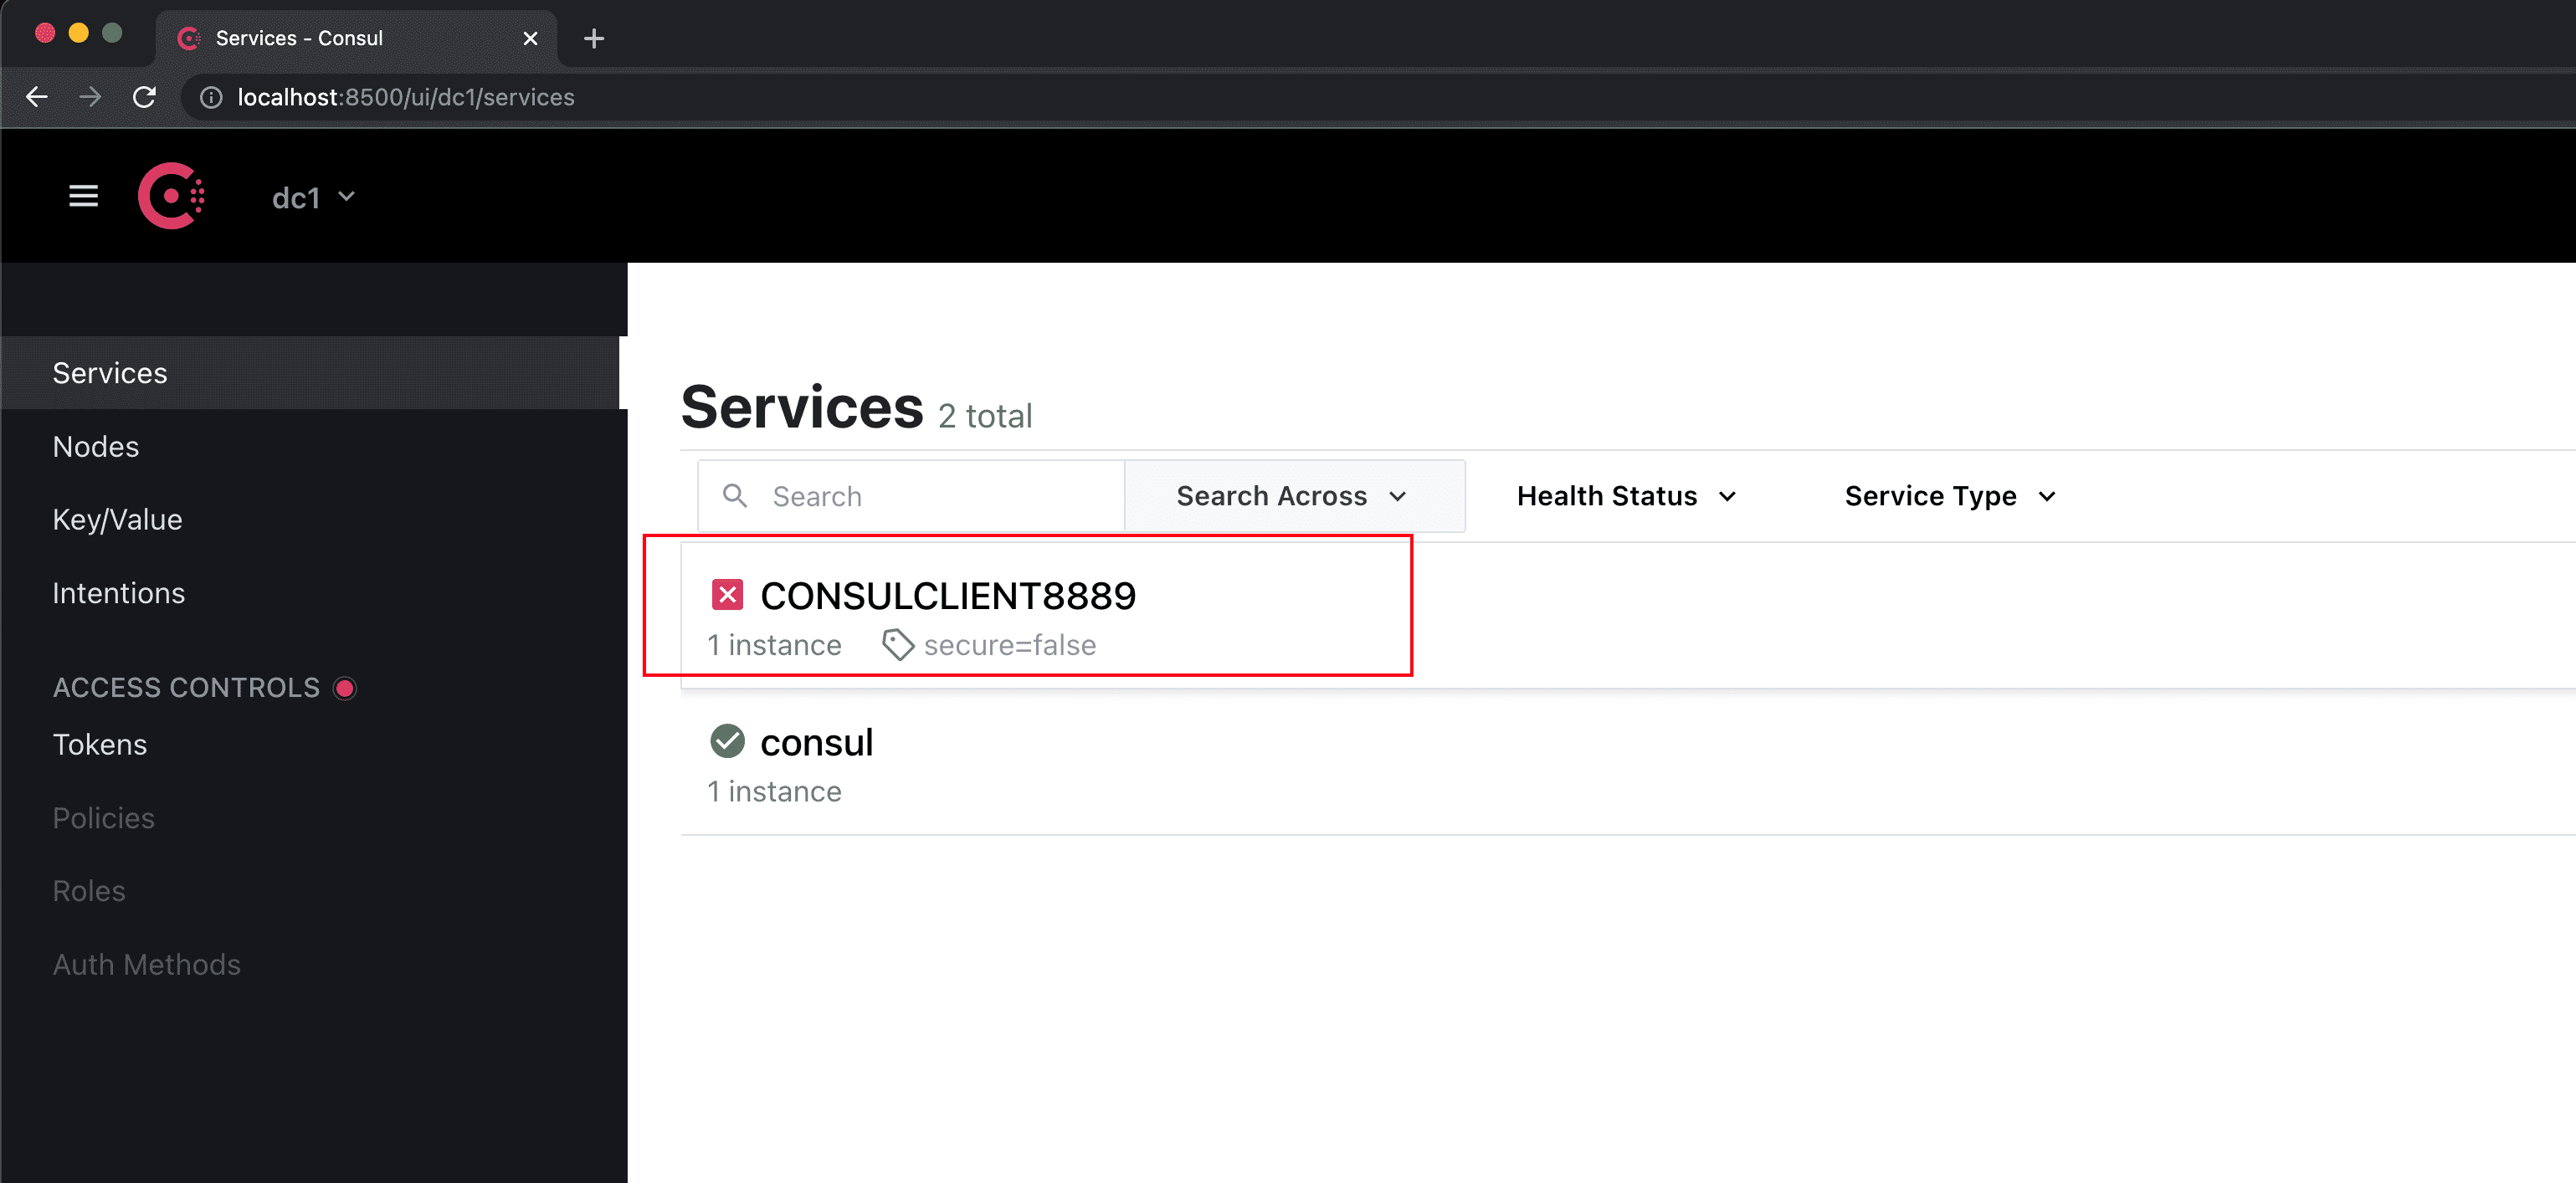 Services - Consul
localhost:8500/ui/dc1/services
dc1
Services
Nodes
Key/Value
Intentions
ACCESS CONTROLS
Tokens
Policies
Roles
Auth Methods
Services 2 total
Search
Search Across
Health Status
Service Type
CONSULCLIENT8889
1 instance
secure=false
consul
1 instance